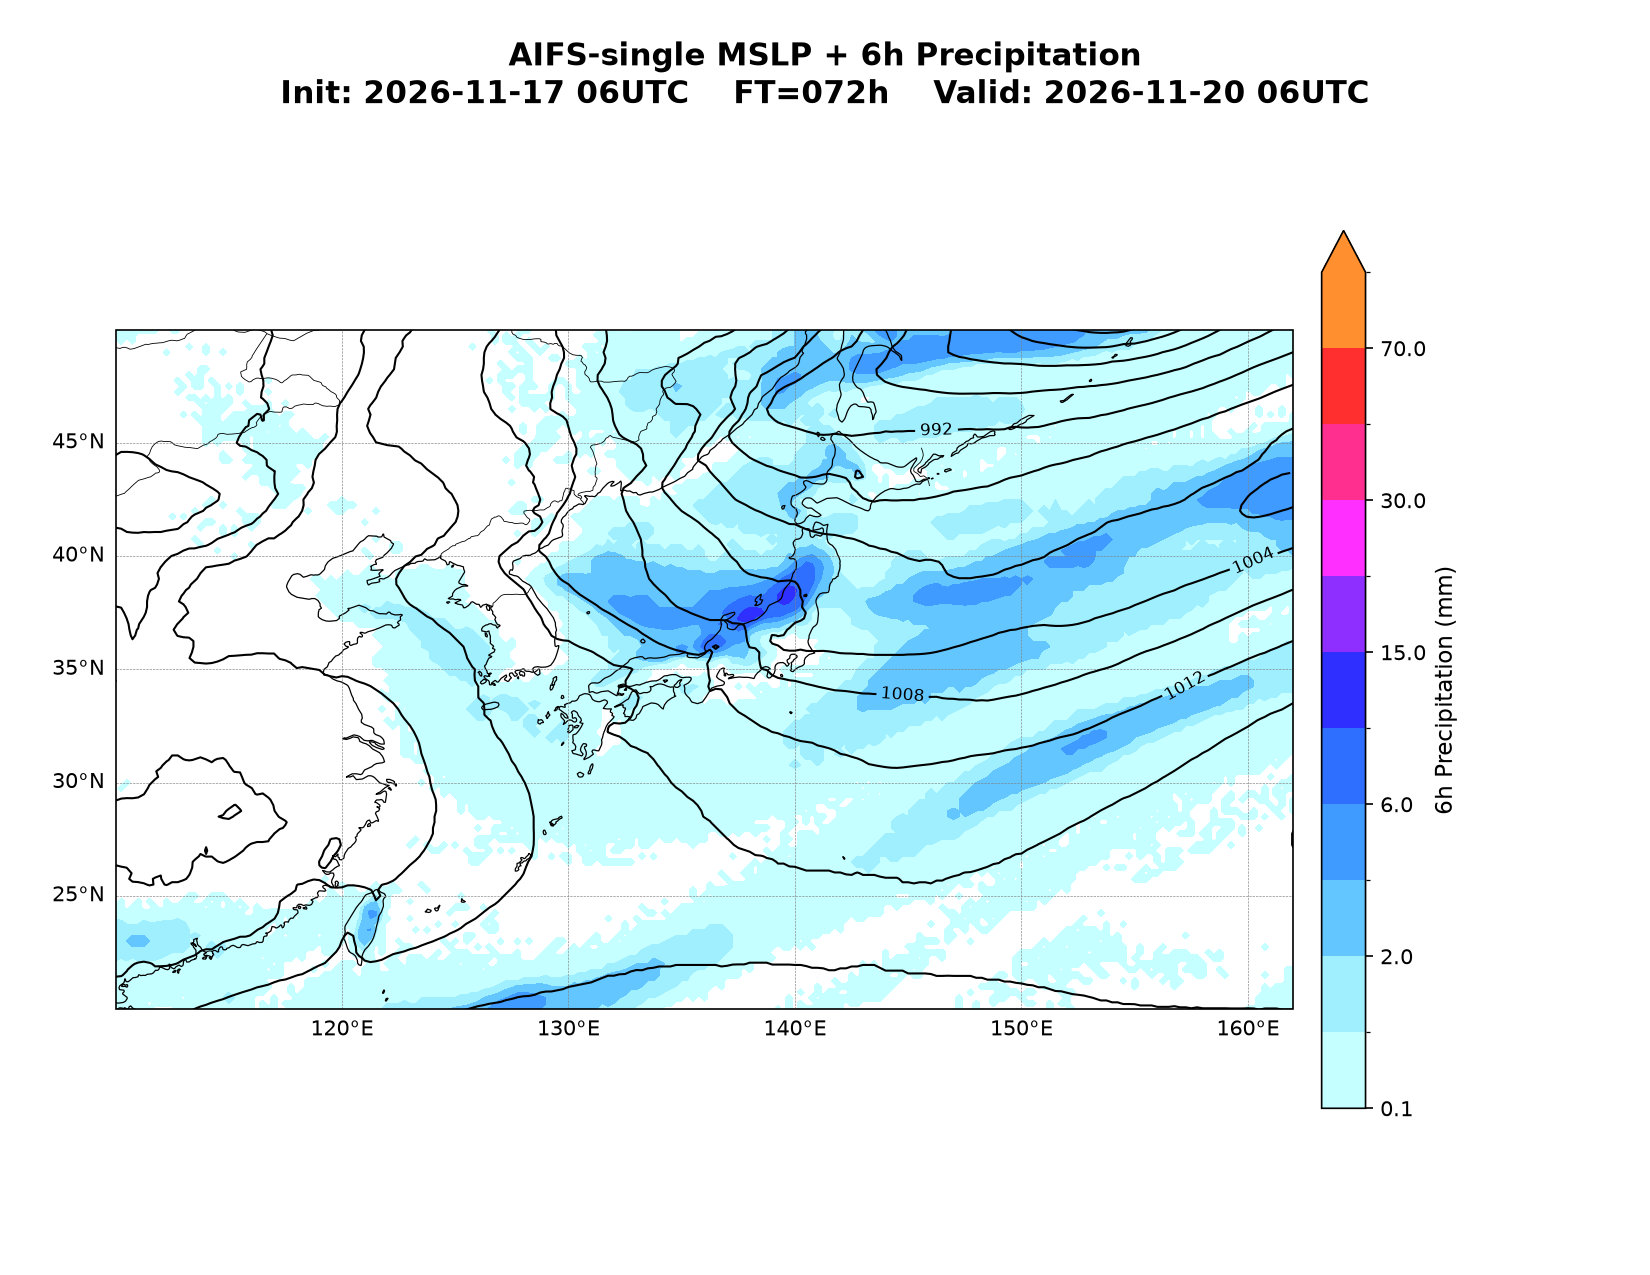 AIFS-single MSLP + 6h Precipitation
Init: 2026-11-17 06UTC    FT=072h    Valid: 2026-11-20 06UTC
70.0
30.0
15.0
6.0
2.0
0.1
6h Precipitation (mm)
45°N
40°N
35°N
30°N
25°N
992
1004
1008
1012
120°E
130°E
140°E
150°E
160°E